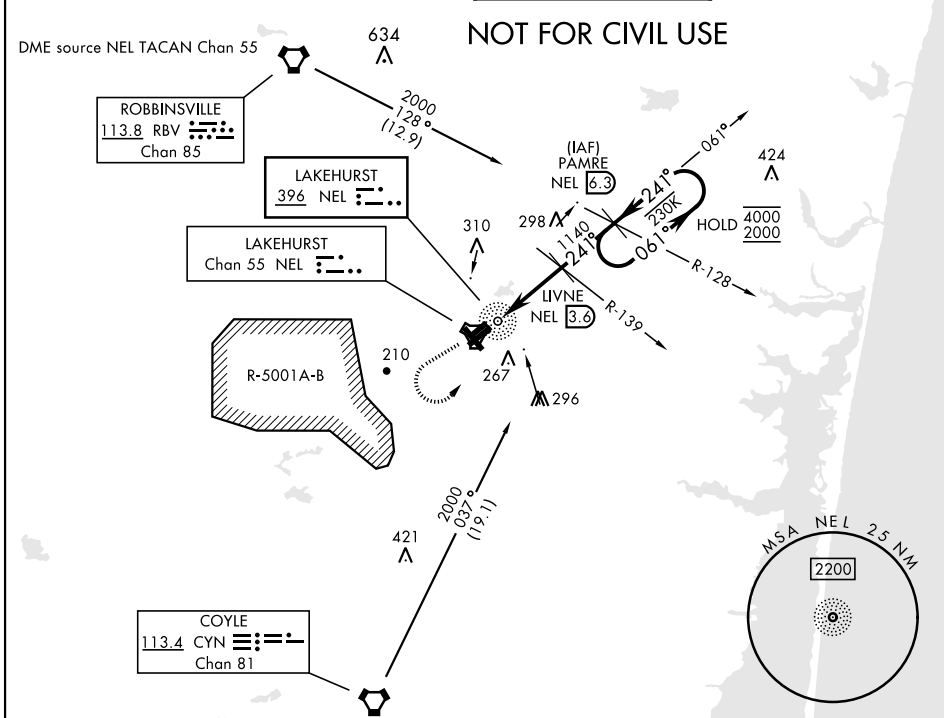 NOT FOR CIVIL USE
DME source NEL TACAN Chan 55
634
ROBBINSVILLE
113.8 RBV
Chan 85
2000
128°
(12.9)
LAKEHURST
396 NEL
LAKEHURST
Chan 55 NEL
310
298
(IAF)
PAMRE
NEL 6.3
061°
424
241°
230K
061°
HOLD 4000
2000
1140
241°
R-128
LIVNE
NEL 3.6
R-139
R-5001A-B
210
267
296
2000
037°
(19.1)
421
COYLE
113.4 CYN
Chan 81
MSA NEL 25 NM
2200